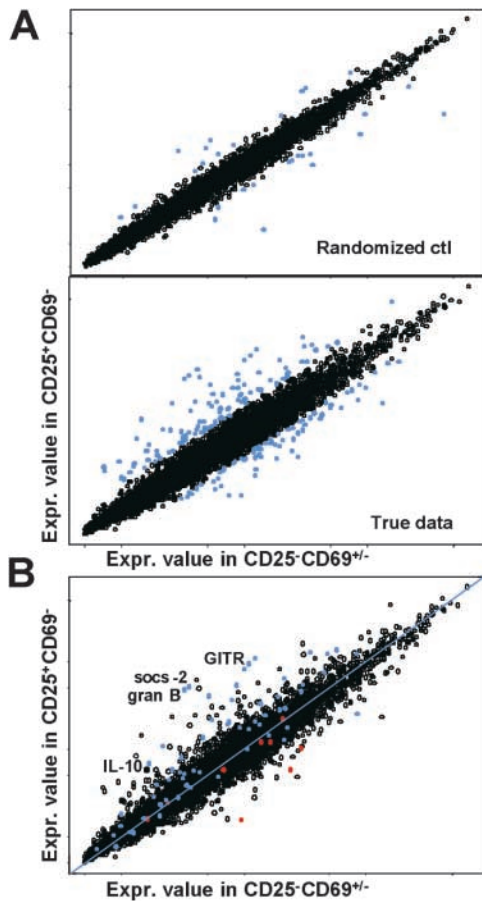 A
Randomized ctl
Expr. value in CD25⁺CD69⁻
True data
Expr. value in CD25⁻CD69⁺/⁻
B
GITR
socs -2
gran B
IL-10
Expr. value in CD25⁺CD69⁻
Expr. value in CD25⁻CD69⁺/⁻